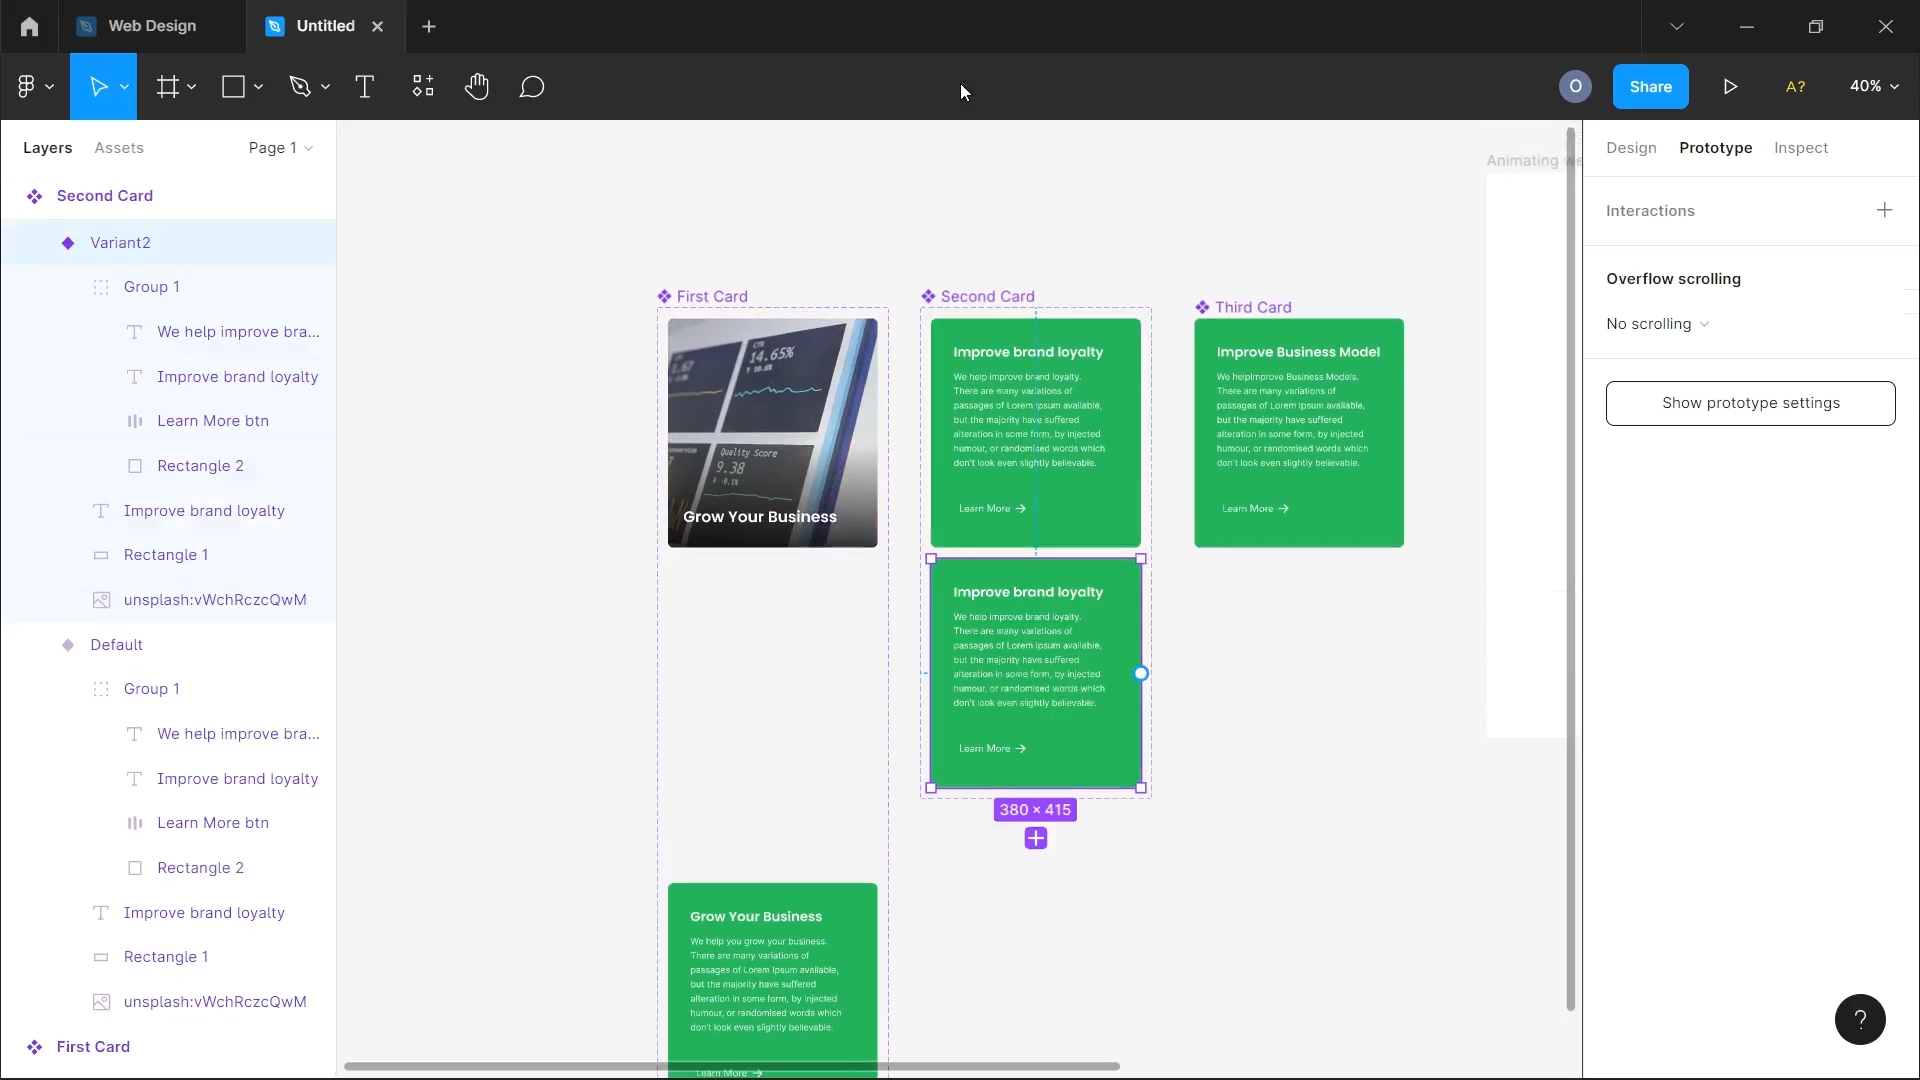 Web Design
Untitled
O
Share
A?
40%
Layers
Assets
Page 1
Second Card
Variant2
Group 1
We help improve bra...
Improve brand loyalty
Learn More btn
Rectangle 2
Improve brand loyalty
Rectangle 1
unsplash:vWchRczcQwM
Default
Group 1
We help improve bra...
Improve brand loyalty
Learn More btn
Rectangle 2
Improve brand loyalty
Rectangle 1
unsplash:vWchRczcQwM
First Card
First Card
CTR
14.65%
Quality Score
9.38
-0.1%
Grow Your Business
Second Card
Improve brand loyalty
We help improve brand loyalty.
There are many variations of
passages of Lorem Ipsum available,
but the majority have suffered
alteration in some form, by injected
humour, or randomised words which
don't look even slightly believable.
Learn More
Third Card
Improve Business Model
We helpImprove Business Models.
There are many variations of
passages of Lorem Ipsum available,
but the majority have suffered
alteration in some form, by injected
humour, or randomised words which
don't look even slightly believable.
Learn More
Improve brand loyalty
We help improve brand loyalty.
There are many variations of
passages of Lorem Ipsum available,
but the majority have suffered
alteration in some form, by injected
humour, or randomised words which
don't look even slightly believable.
Learn More
380 × 415
Grow Your Business
We help you grow your business.
There are many variations of
passages of Lorem Ipsum available,
but the majority have suffered
alteration in some form, by injected
humour, or randomised words which
don't look even slightly believable.
Learn More
Animating we
Design
Prototype
Inspect
Interactions
Overflow scrolling
No scrolling
Show prototype settings
?